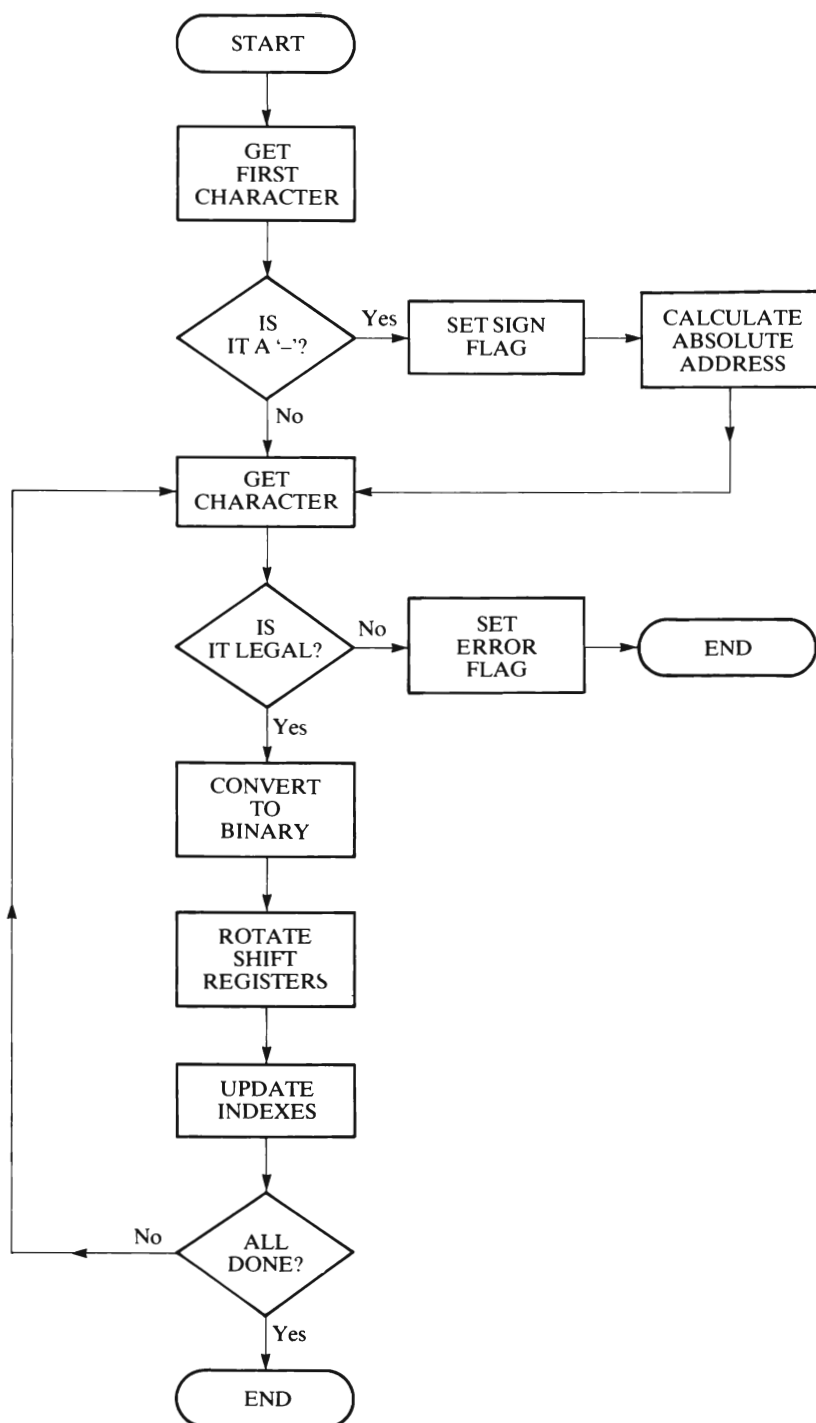 START
GET
FIRST
CHARACTER
IS
IT A ‘–’?
Yes
SET SIGN
FLAG
CALCULATE
ABSOLUTE
ADDRESS
No
GET
CHARACTER
IS
IT LEGAL?
No
SET
ERROR
FLAG
END
Yes
CONVERT
TO
BINARY
ROTATE
SHIFT
REGISTERS
UPDATE
INDEXES
No
ALL
DONE?
Yes
END